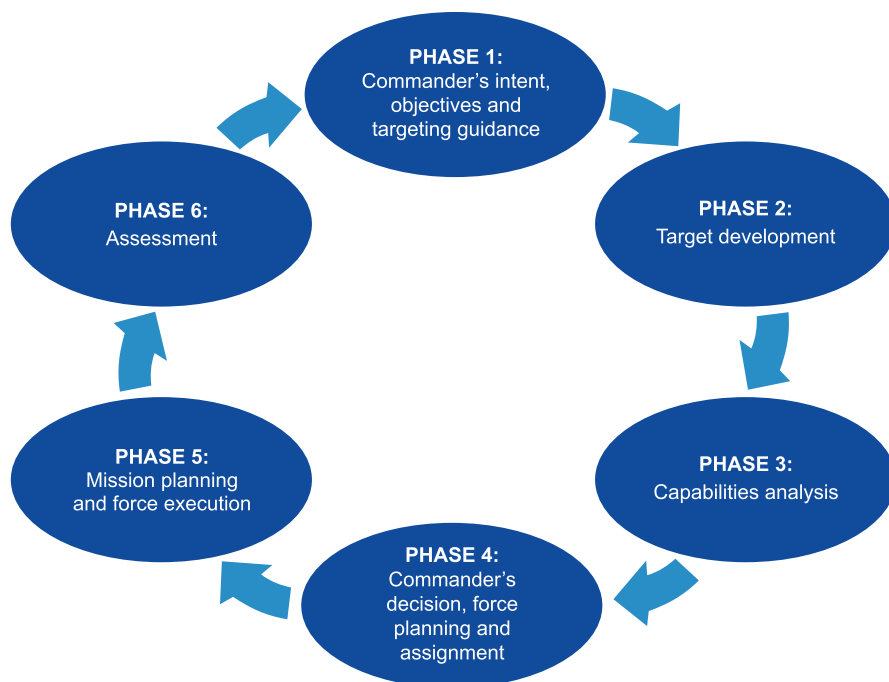 PHASE 1:
Commander’s intent,
objectives and
targeting guidance
PHASE 2:
Target development
PHASE 3:
Capabilities analysis
PHASE 4:
Commander’s
decision, force
planning and
assignment
PHASE 5:
Mission planning
and force execution
PHASE 6:
Assessment